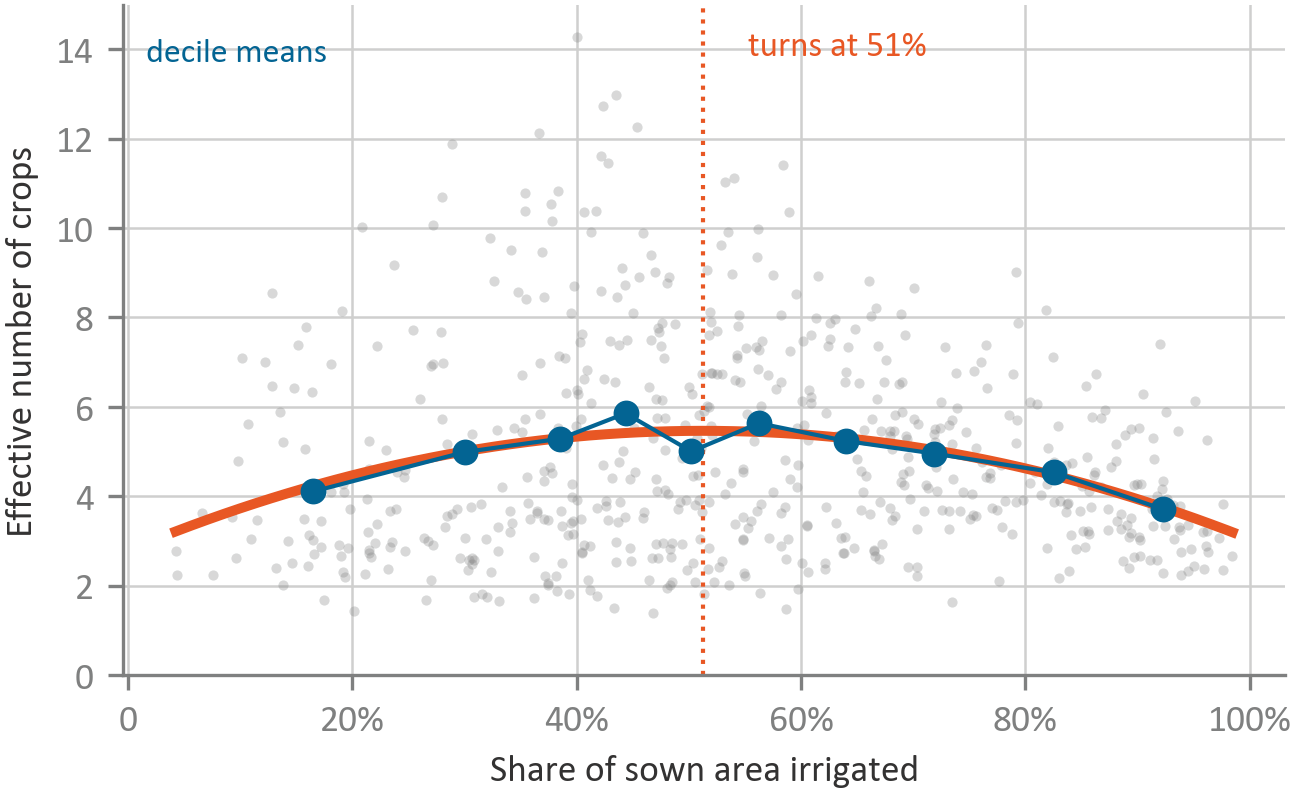 decile means
turns at 51%
Effective number of crops
14
12
10
8
6
4
2
0
0 20% 40% 60% 80% 100%
Share of sown area irrigated